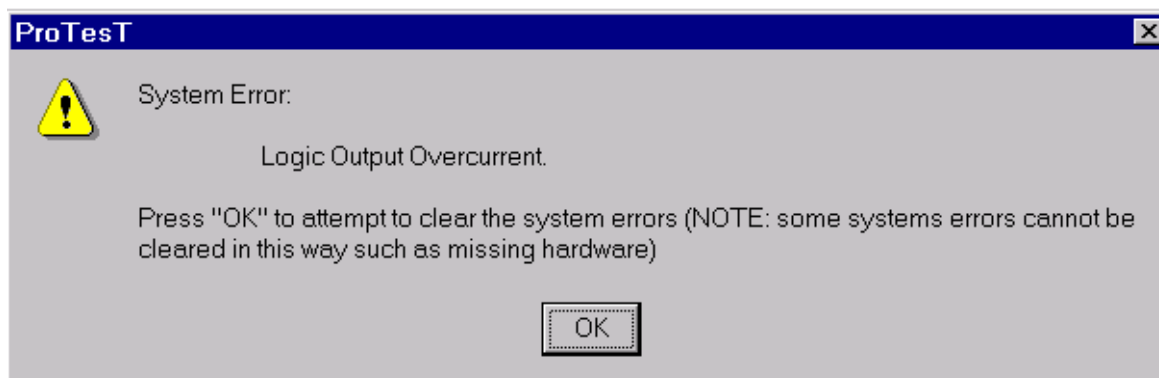 ProTesT
System Error:
Logic Output Overcurrent.
Press "OK" to attempt to clear the system errors (NOTE: some systems errors cannot be
cleared in this way such as missing hardware)
OK